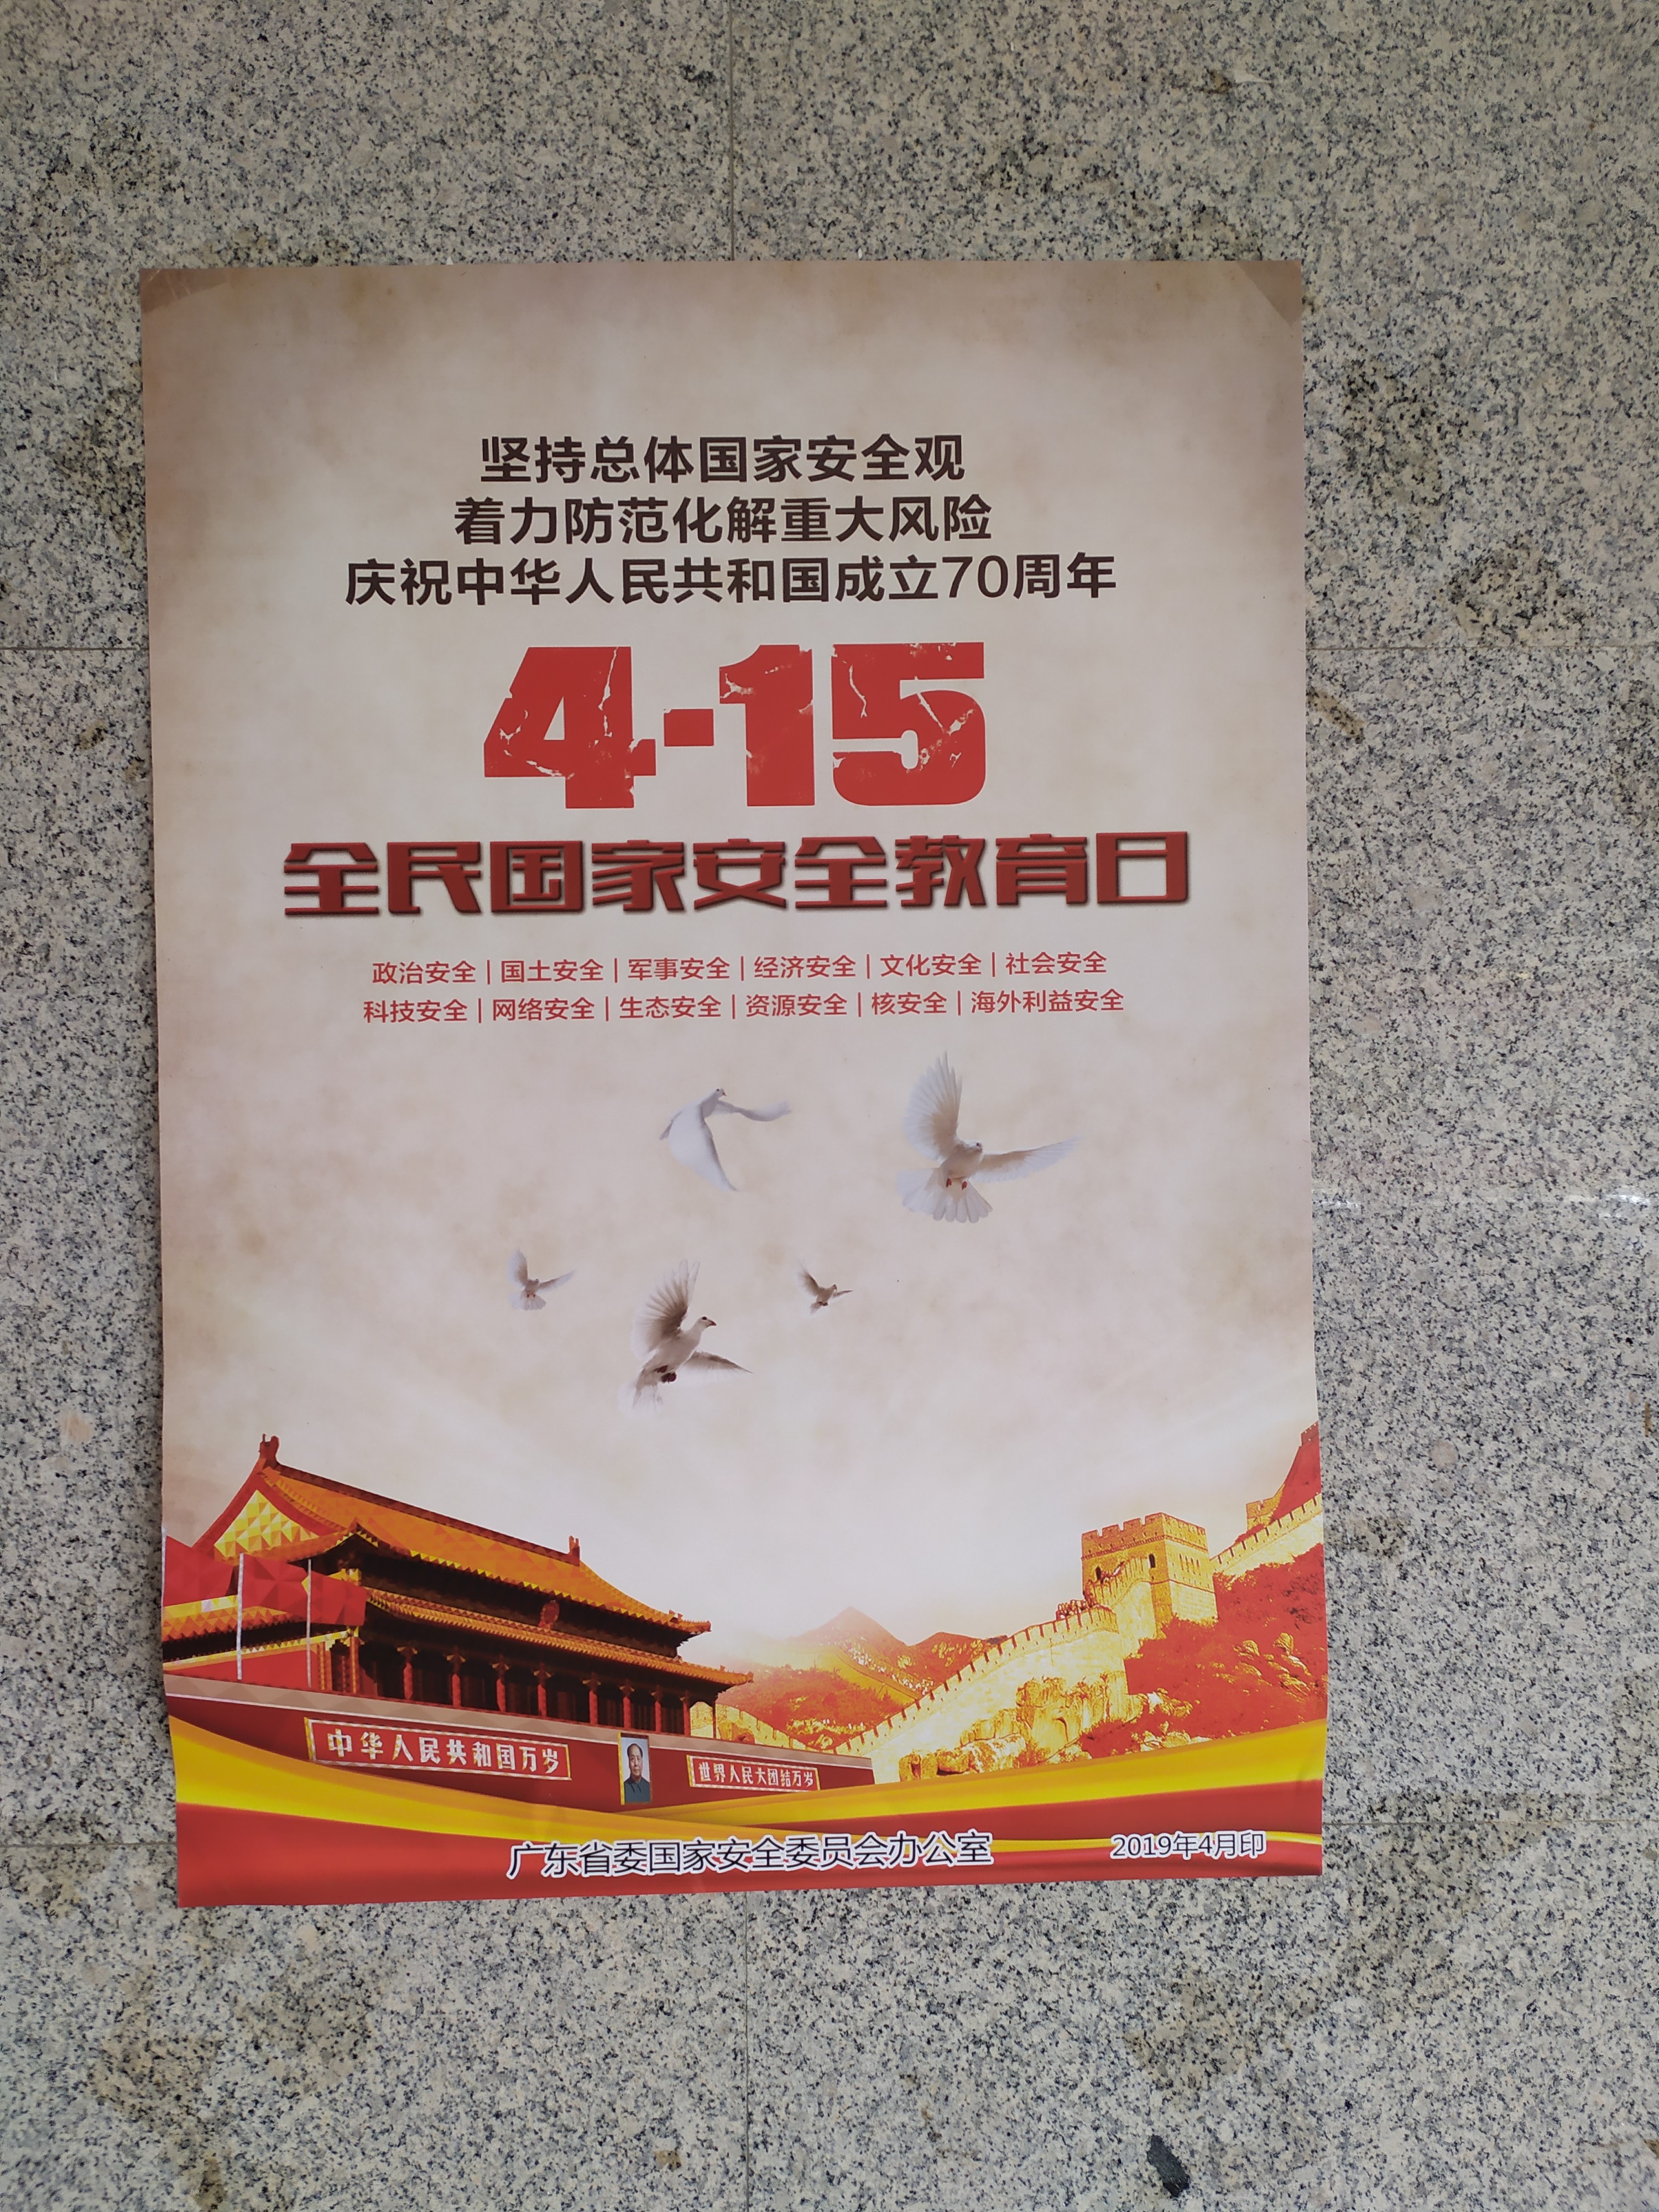 坚持总体国家安全观
着力防范化解重大风险
庆祝中华人民共和国成立70周年
4·15
全民国家安全教育日
政治安全|国土安全|军事安全|经济安全|文化安全|社会安全
科技安全|网络安全|生态安全|资源安全|核安全|海外利益安全
中华人民共和国万岁
世界人民大团结万岁
广东省委国家安全委员会办公室
2019年4月印